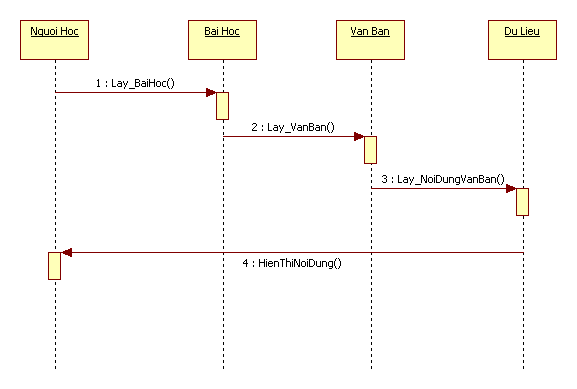 Nguoi Hoc
Bai Hoc
Van Ban
Du Lieu
1 : Lay_BaiHoc()
2 : Lay_VanBan()
3 : Lay_NoiDungVanBan()
4 : HienThiNoiDung()